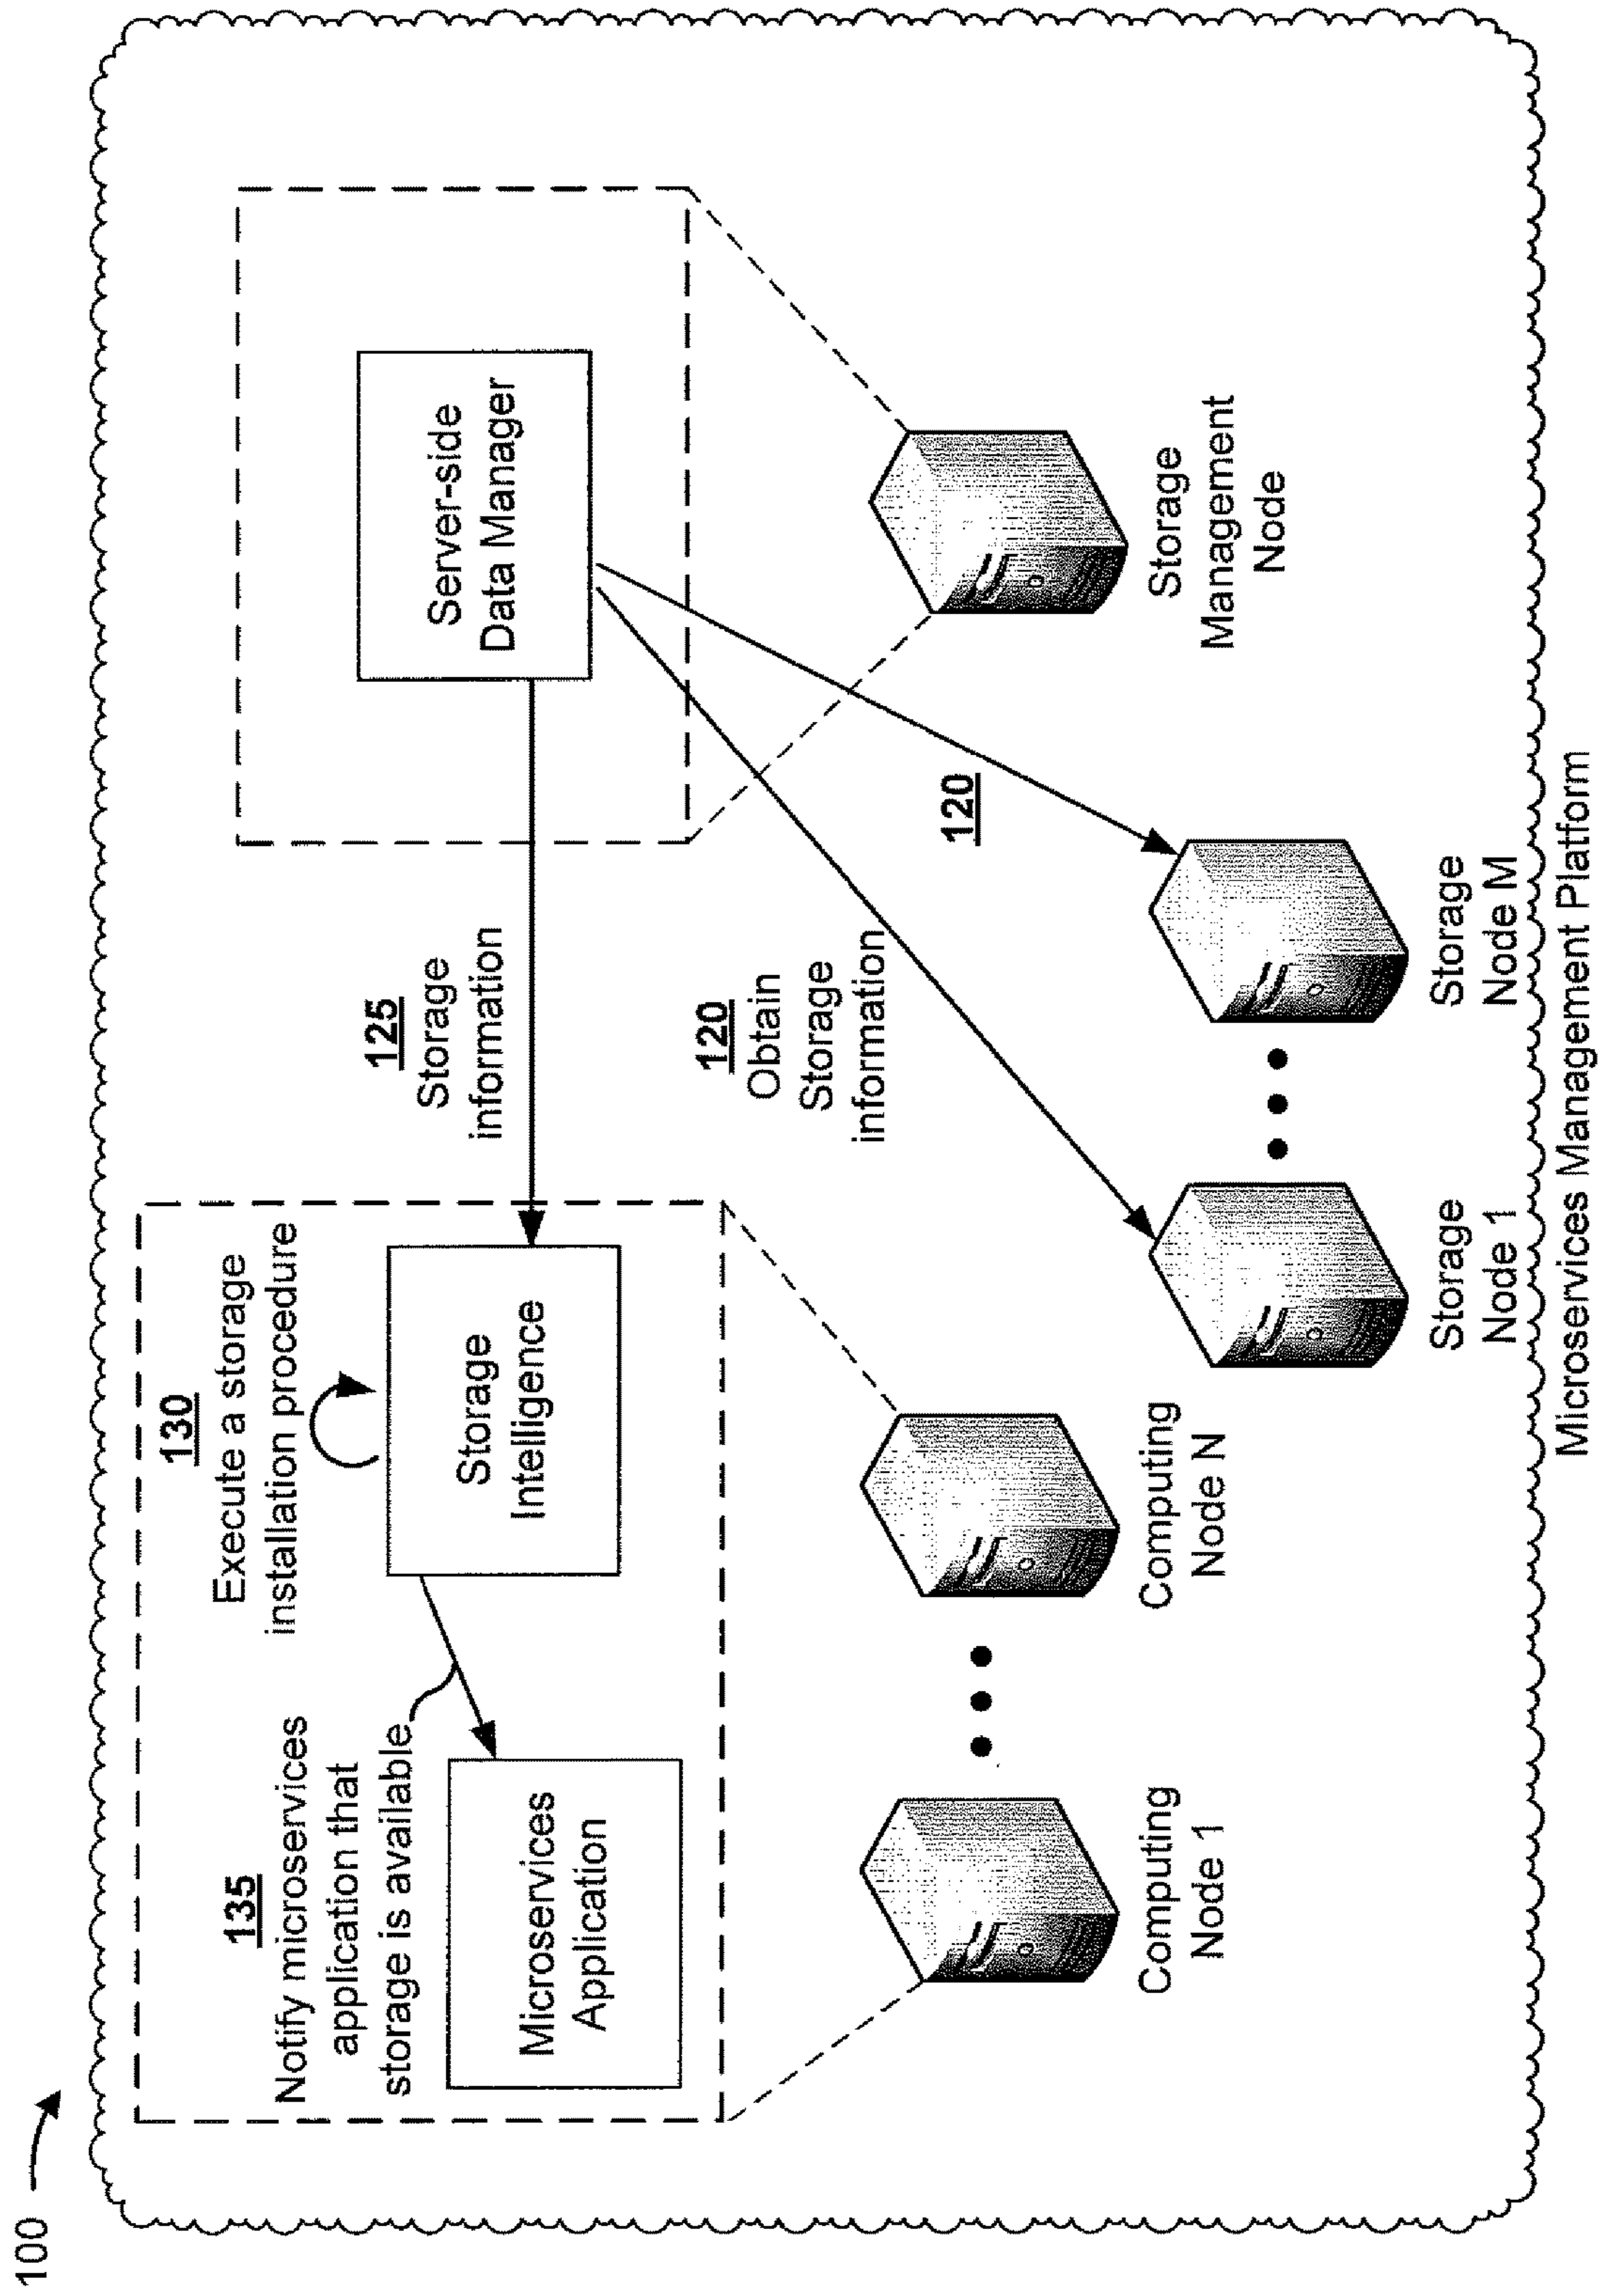 100
130
Execute a storage
installation procedure
135
Notify microservices
application that
storage is available
Microservices
Application
Storage
Intelligence
125
Storage
information
Server-side
Data Manager
120
Obtain
Storage
information
120
Computing
Node 1
Computing
Node N
Storage
Management
Node
Storage
Node 1
Storage
Node M
Microservices Management Platform